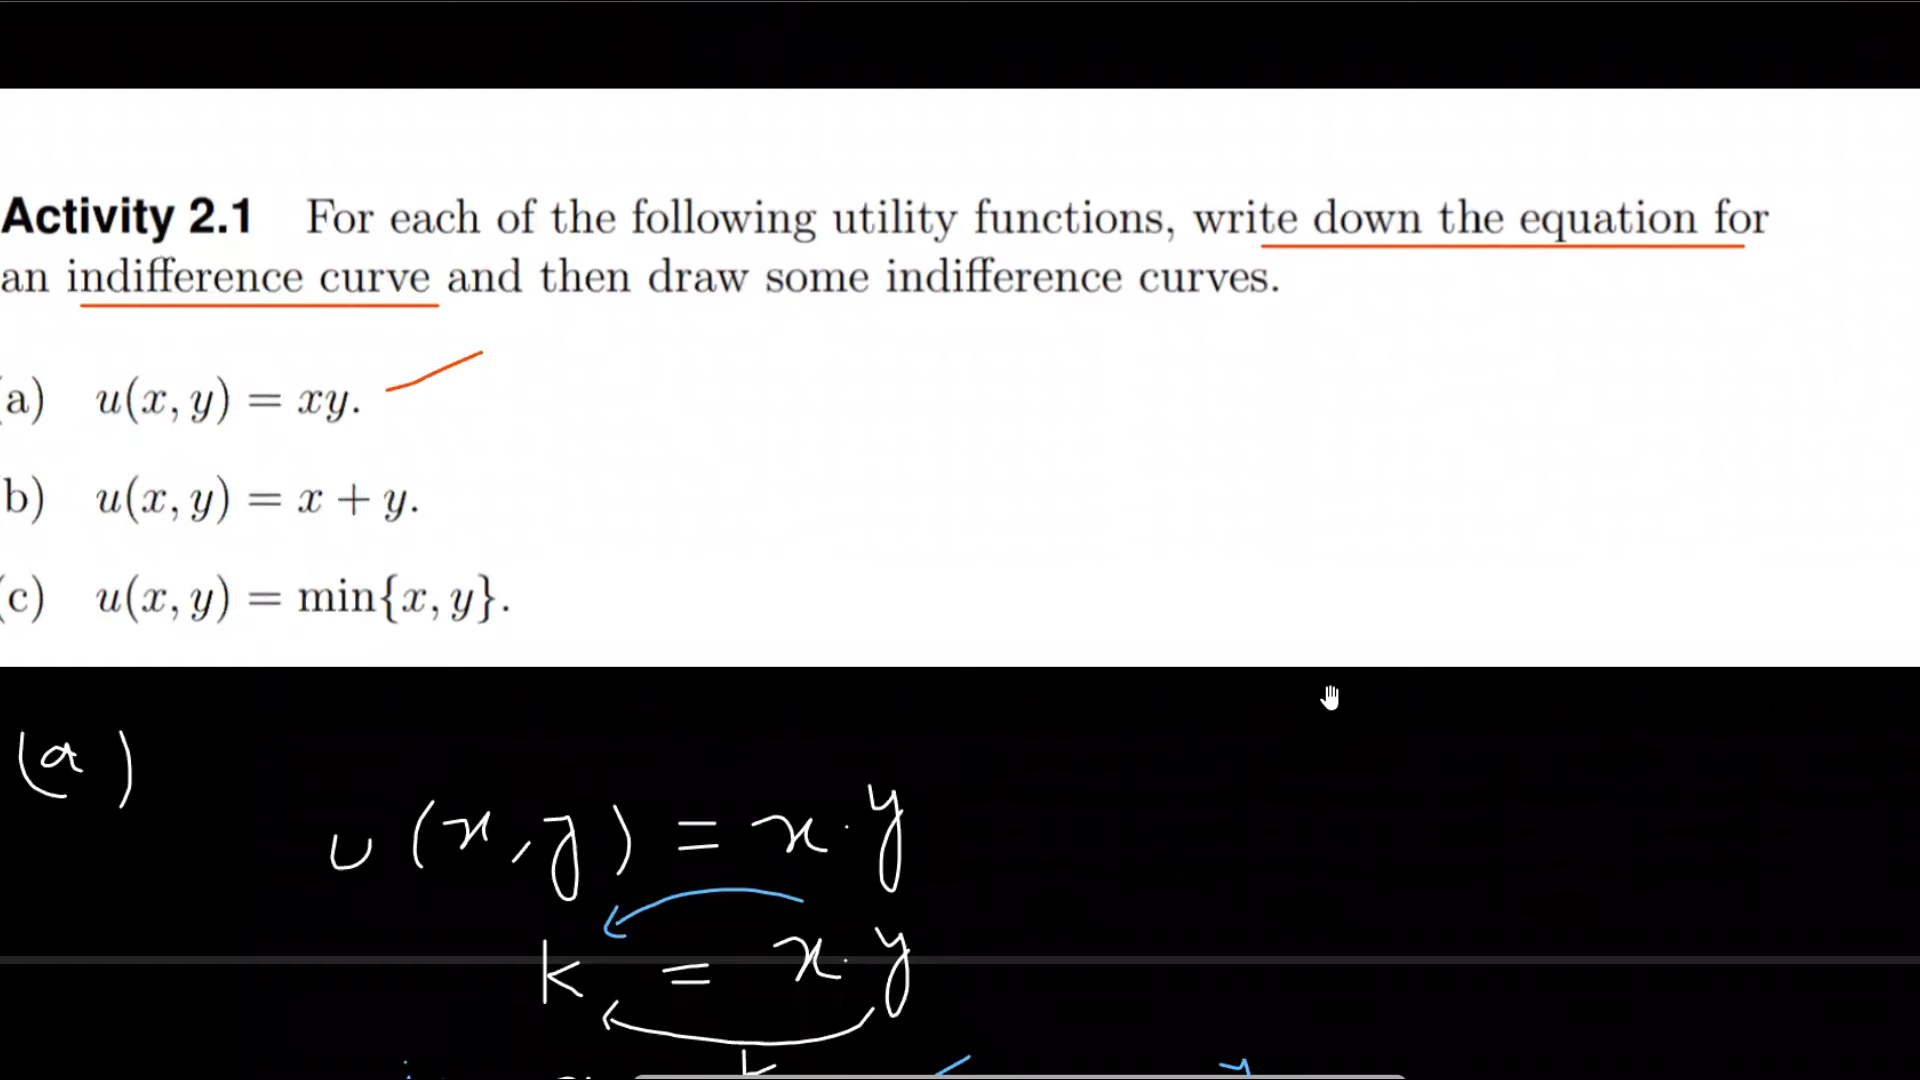 Activity 2.1 For each of the following utility functions, write down the equation for
an indifference curve and then draw some indifference curves.
(a) u(x, y) = xy.
(b) u(x, y) = x + y.
(c) u(x, y) = min{x, y}.
(a)
u(x, y) = x·y
k = x·y